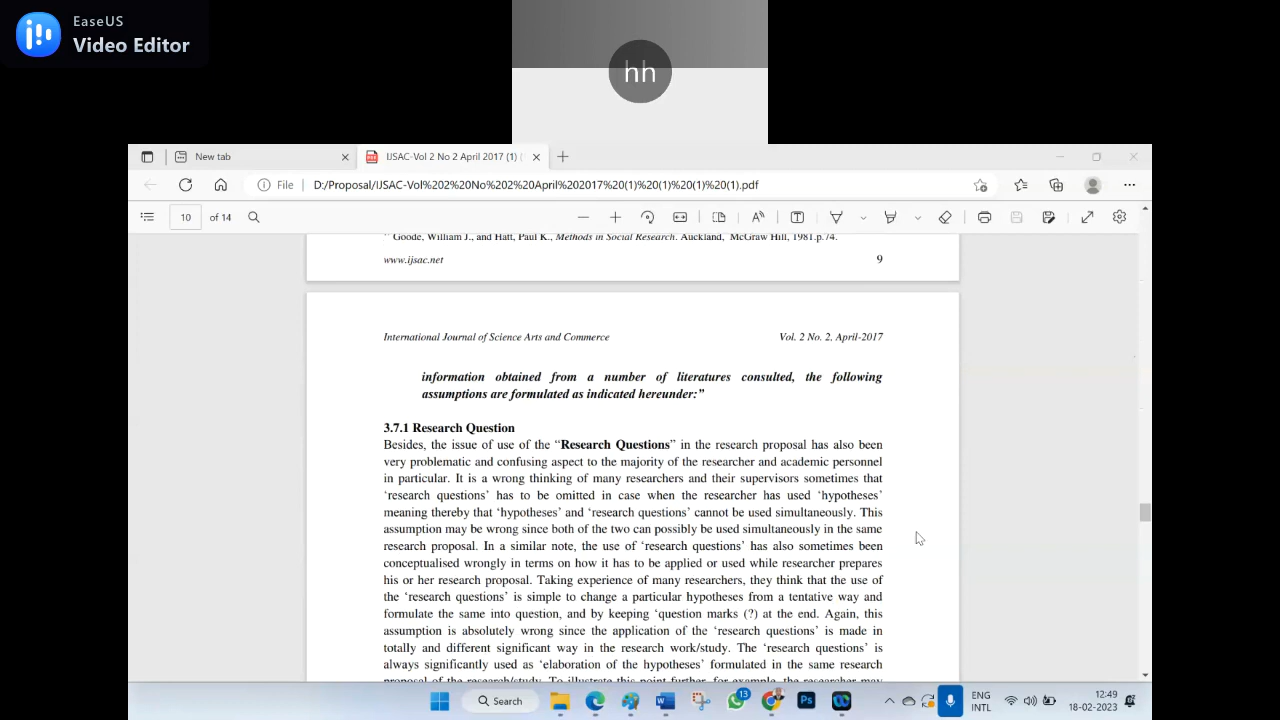 EaseUS
Video Editor
hh
New tab
IJSAC-Vol 2 No 2 April 2017 (1) (
File
D:/Proposal/IJSAC-Vol%202%20No%202%20April%202017%20(1)%20(1)%20(1)%20(1).pdf
10 of 14
Goode, William J., and Hatt, Paul K., Methods in Social Research. Auckland, McGraw Hill, 1981.p.74.
www.ijsac.net 9
International Journal of Science Arts and Commerce Vol. 2 No. 2. April-2017
information obtained from a number of literatures consulted, the following
assumptions are formulated as indicated hereunder:”
3.7.1 Research Question
Besides, the issue of use of the “Research Questions” in the research proposal has also been
very problematic and confusing aspect to the majority of the researcher and academic personnel
in particular. It is a wrong thinking of many researchers and their supervisors sometimes that
‘research questions’ has to be omitted in case when the researcher has used ‘hypotheses’
meaning thereby that ‘hypotheses’ and ‘research questions’ cannot be used simultaneously. This
assumption may be wrong since both of the two can possibly be used simultaneously in the same
research proposal. In a similar note, the use of ‘research questions’ has also sometimes been
conceptualised wrongly in terms on how it has to be applied or used while researcher prepares
his or her research proposal. Taking experience of many researchers, they think that the use of
the ‘research questions’ is simple to change a particular hypotheses from a tentative way and
formulate the same into question, and by keeping ‘question marks (?) at the end. Again, this
assumption is absolutely wrong since the application of the ‘research questions’ is made in
totally and different significant way in the research work/study. The ‘research questions’ is
always significantly used as ‘elaboration of the hypotheses’ formulated in the same research
proposal of the research/study. To illustrate this point further, for example, the researcher may
Search
13
ENG
INTL
12:49
18-02-2023